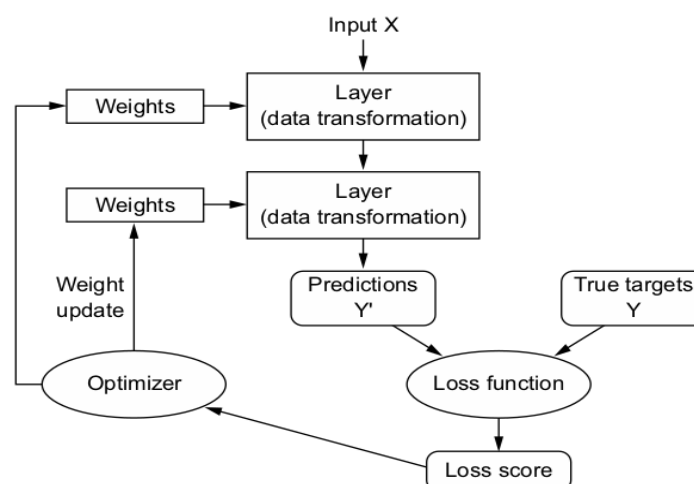 Input X
Weights
Layer
(data transformation)
Weights
Layer
(data transformation)
Weight
update
Predictions
Y'
True targets
Y
Optimizer
Loss function
Loss score